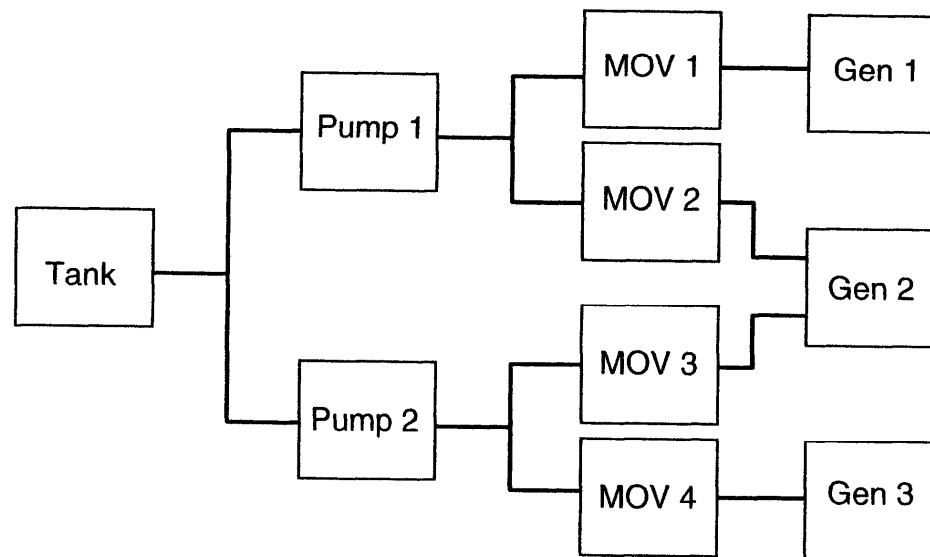 MOV 1
Gen 1
Pump 1
MOV 2
Tank
Gen 2
MOV 3
Pump 2
MOV 4
Gen 3